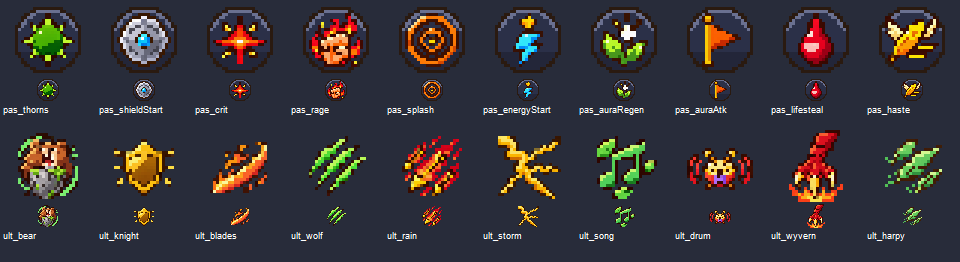 pas_thorns pas_shieldStart pas_crit pas_rage pas_splash pas_energyStart pas_auraRegen pas_auraAtk pas_lifesteal pas_haste
ult_bear ult_knight ult_blades ult_wolf ult_rain ult_storm ult_song ult_drum ult_wyvern ult_harpy